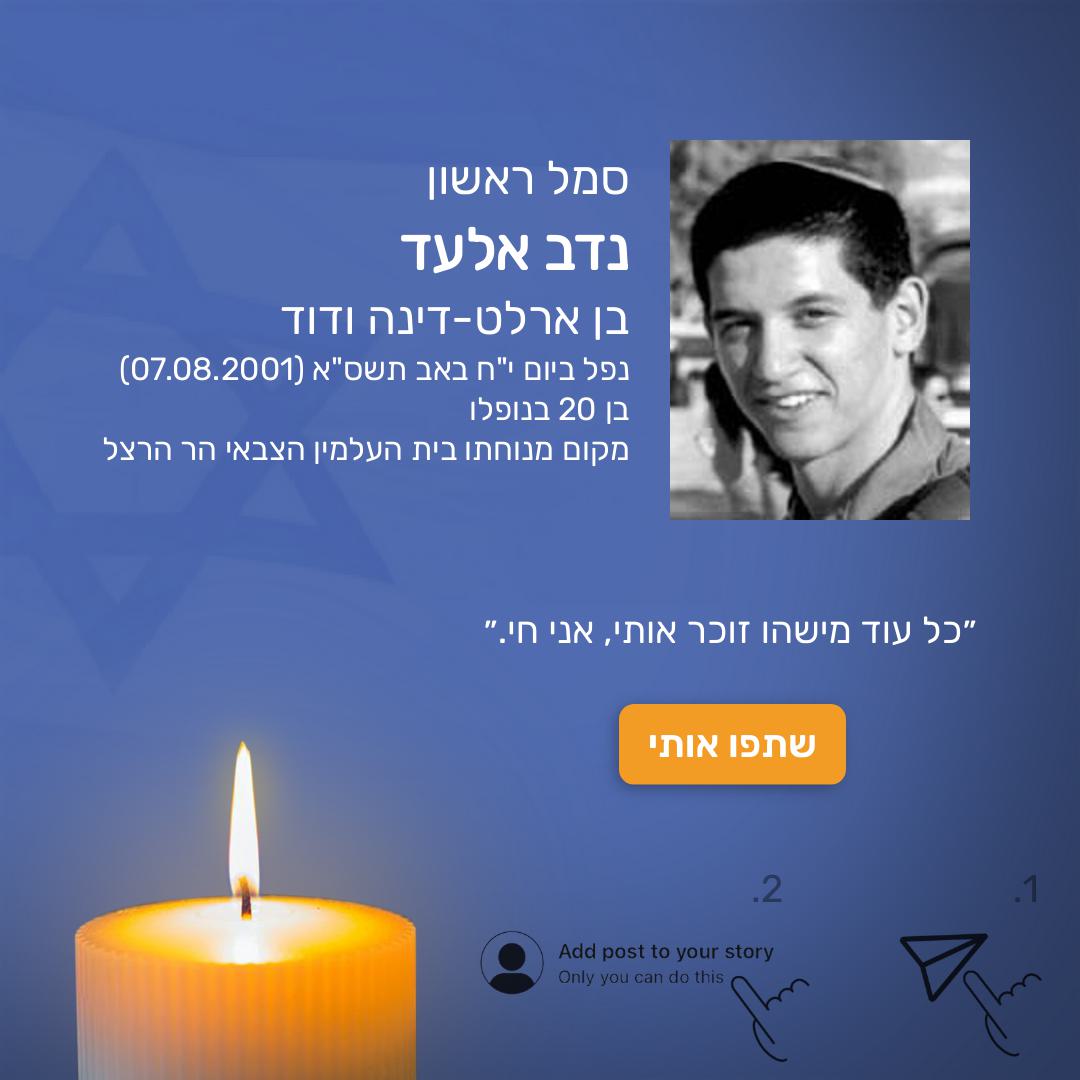 סמל ראשון
נדב אלעד
בן ארלט-דינה ודוד
נפל ביום י"ח באב תשס"א (07.08.2001)
בן 20 בנופלו
מקום מנוחתו בית העלמין הצבאי הר הרצל
״כל עוד מישהו זוכר אותי, אני חי.״
שתפו אותי
.1
.2
Add post to your story
Only you can do this